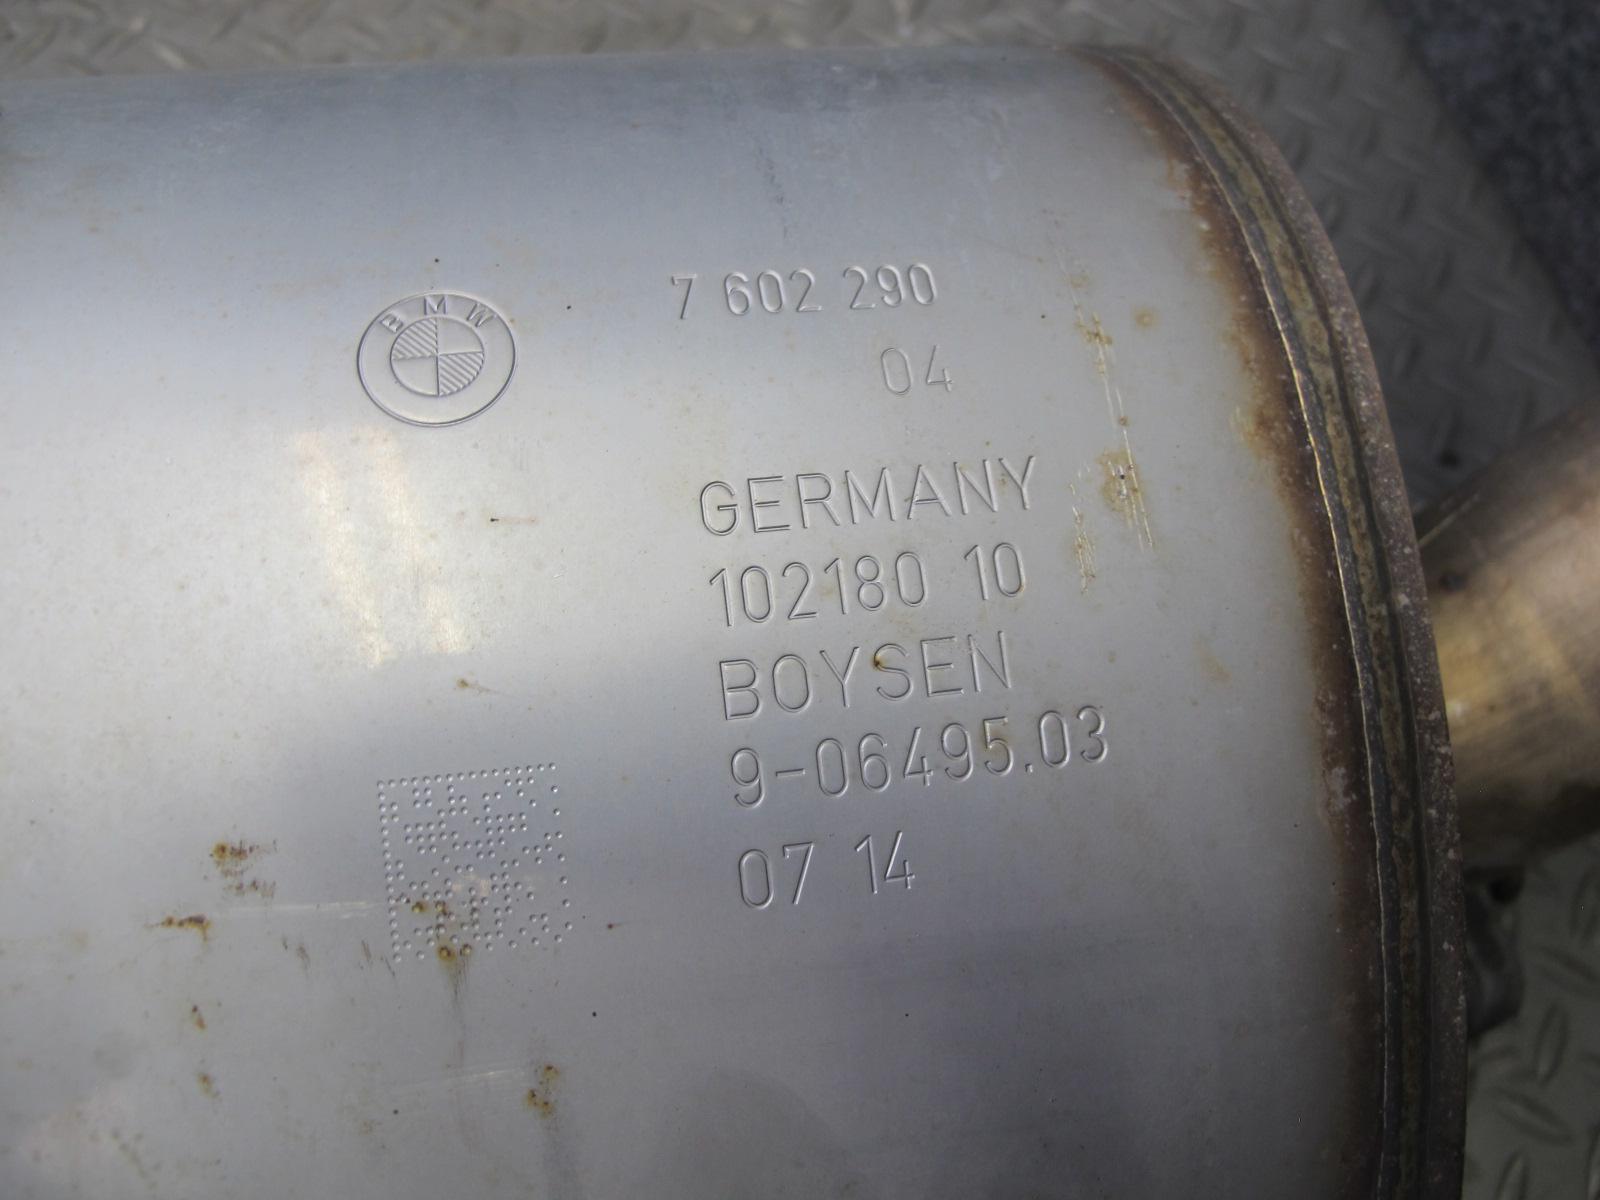 BMW
7 602 290
04
GERMANY
102180 10
BOYSEN
9-06495.03
07 14